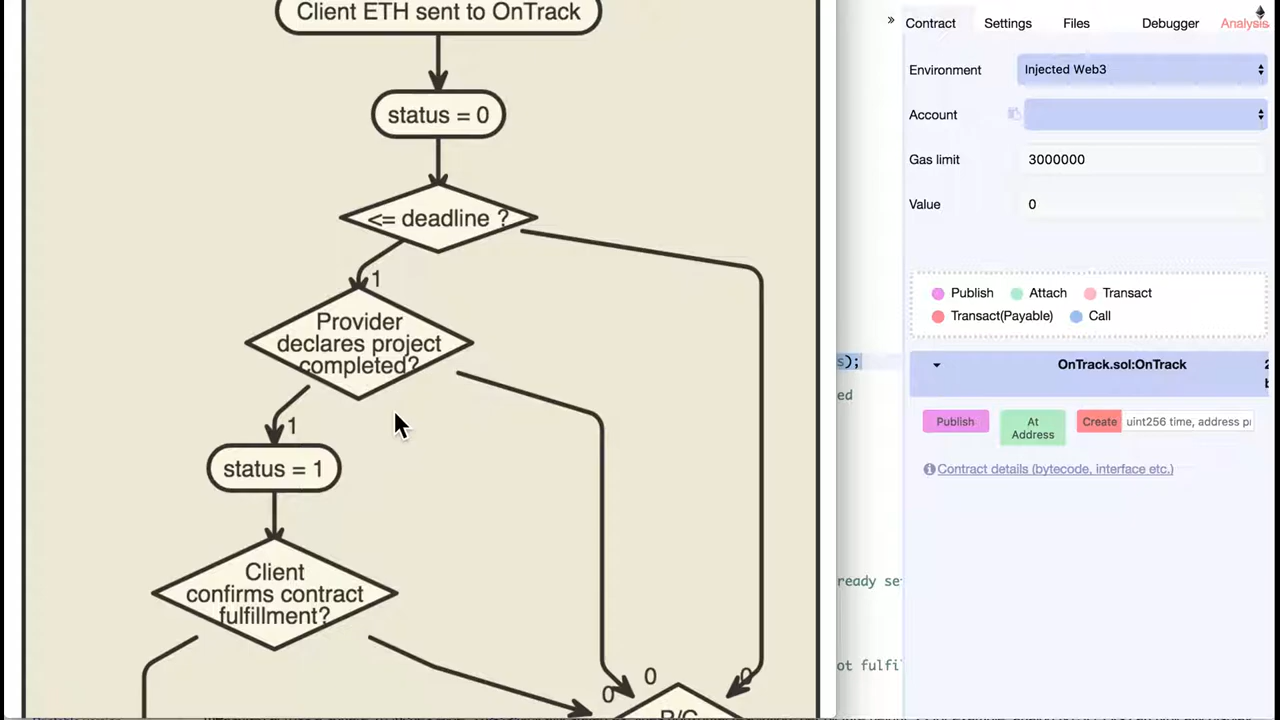 Client ETH sent to OnTrack
status = 0
<= deadline ?
1
Provider
declares project
completed?
1
status = 1
Client
confirms contract
fulfillment?
0
0
0
P/C
s);
ed
ready se
ot fulfi
» Contract Settings Files Debugger Analysis
Environment Injected Web3
Account
Gas limit 3000000
Value 0
Publish Attach Transact
Transact(Payable) Call
OnTrack.sol:OnTrack 2
Publish At Address Create uint256 time, address p
Contract details (bytecode, interface etc.)